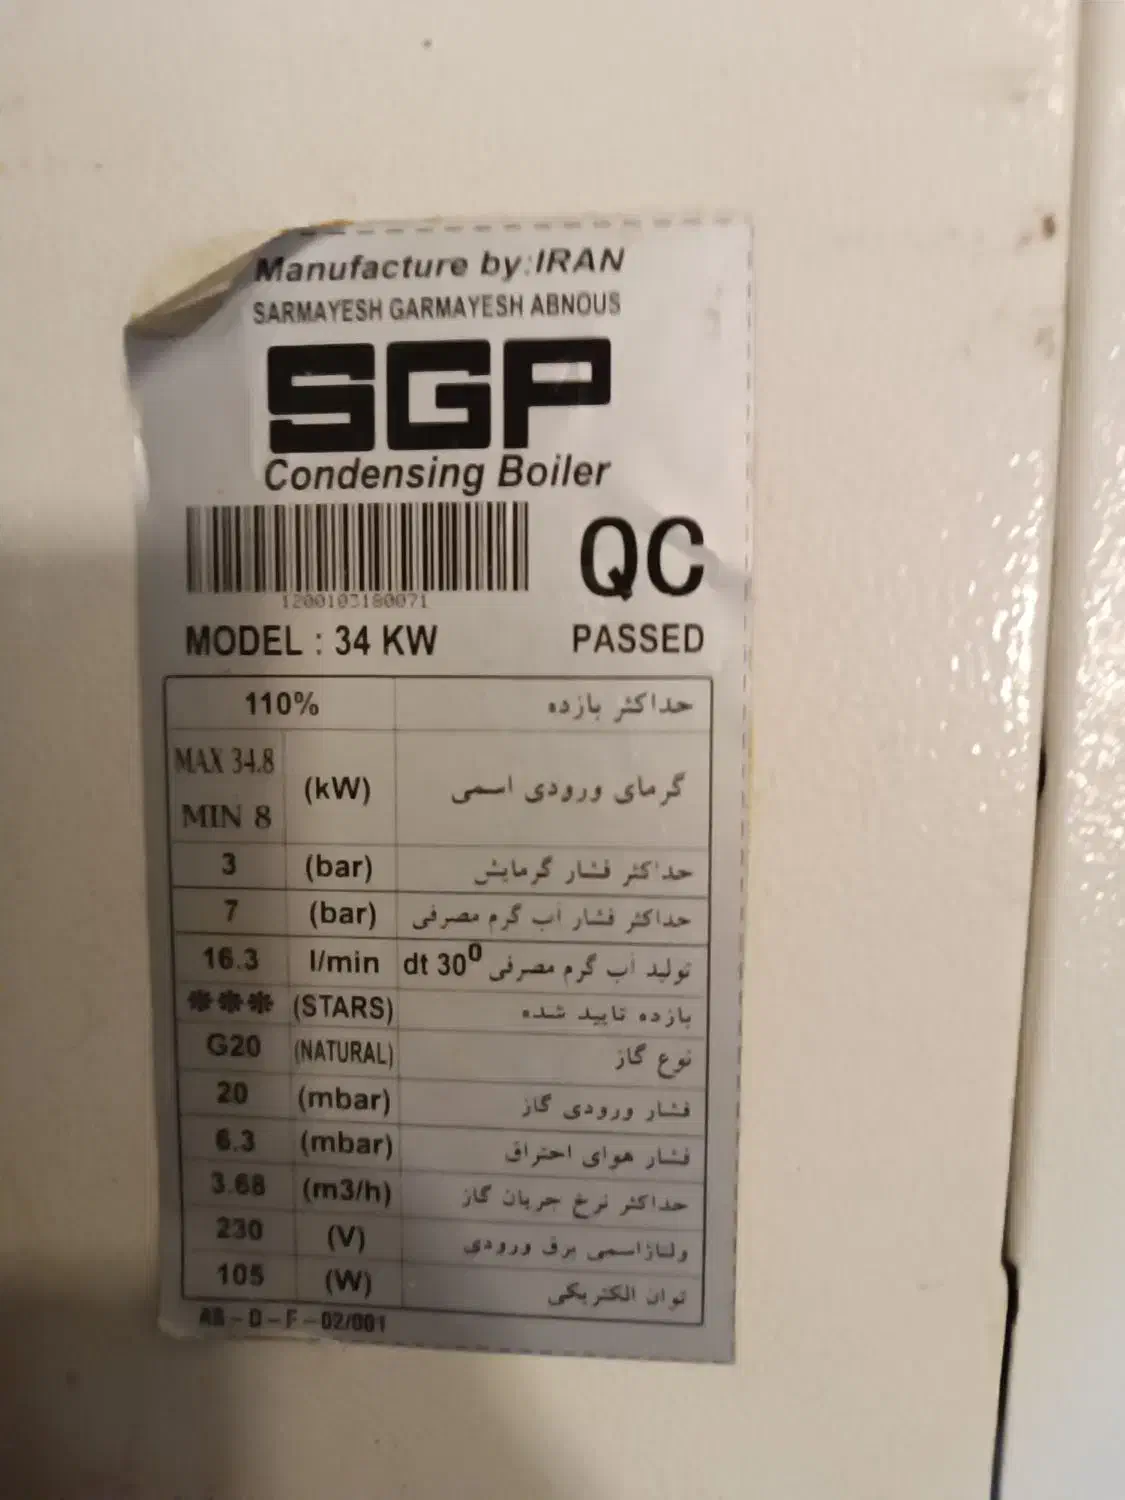 Manufacture by:IRAN
SARMAYESH GARMAYESH ABNOUS
SGP
Condensing Boiler
QC
1200103180071
MODEL : 34 KW PASSED
110% حداکثر بازده
MAX 34.8
MIN 8 (kW) گرمای ورودی اسمی
3 (bar) حداکثر فشار گرمایش
7 (bar) حداکثر فشار آب گرم مصرفی
16.3 l/min dt 30⁰ تولید آب گرم مصرفی
*** (STARS) بازده تایید شده
G20 (NATURAL) نوع گاز
20 (mbar) فشار ورودی گاز
6.3 (mbar) فشار هوای احتراق
3.68 (m3/h) حداکثر نرخ جریان گاز
230 (V) ولتاژ اسمی برق ورودی
105 (W) توان الکتریکی
AB - D - F - 02/001